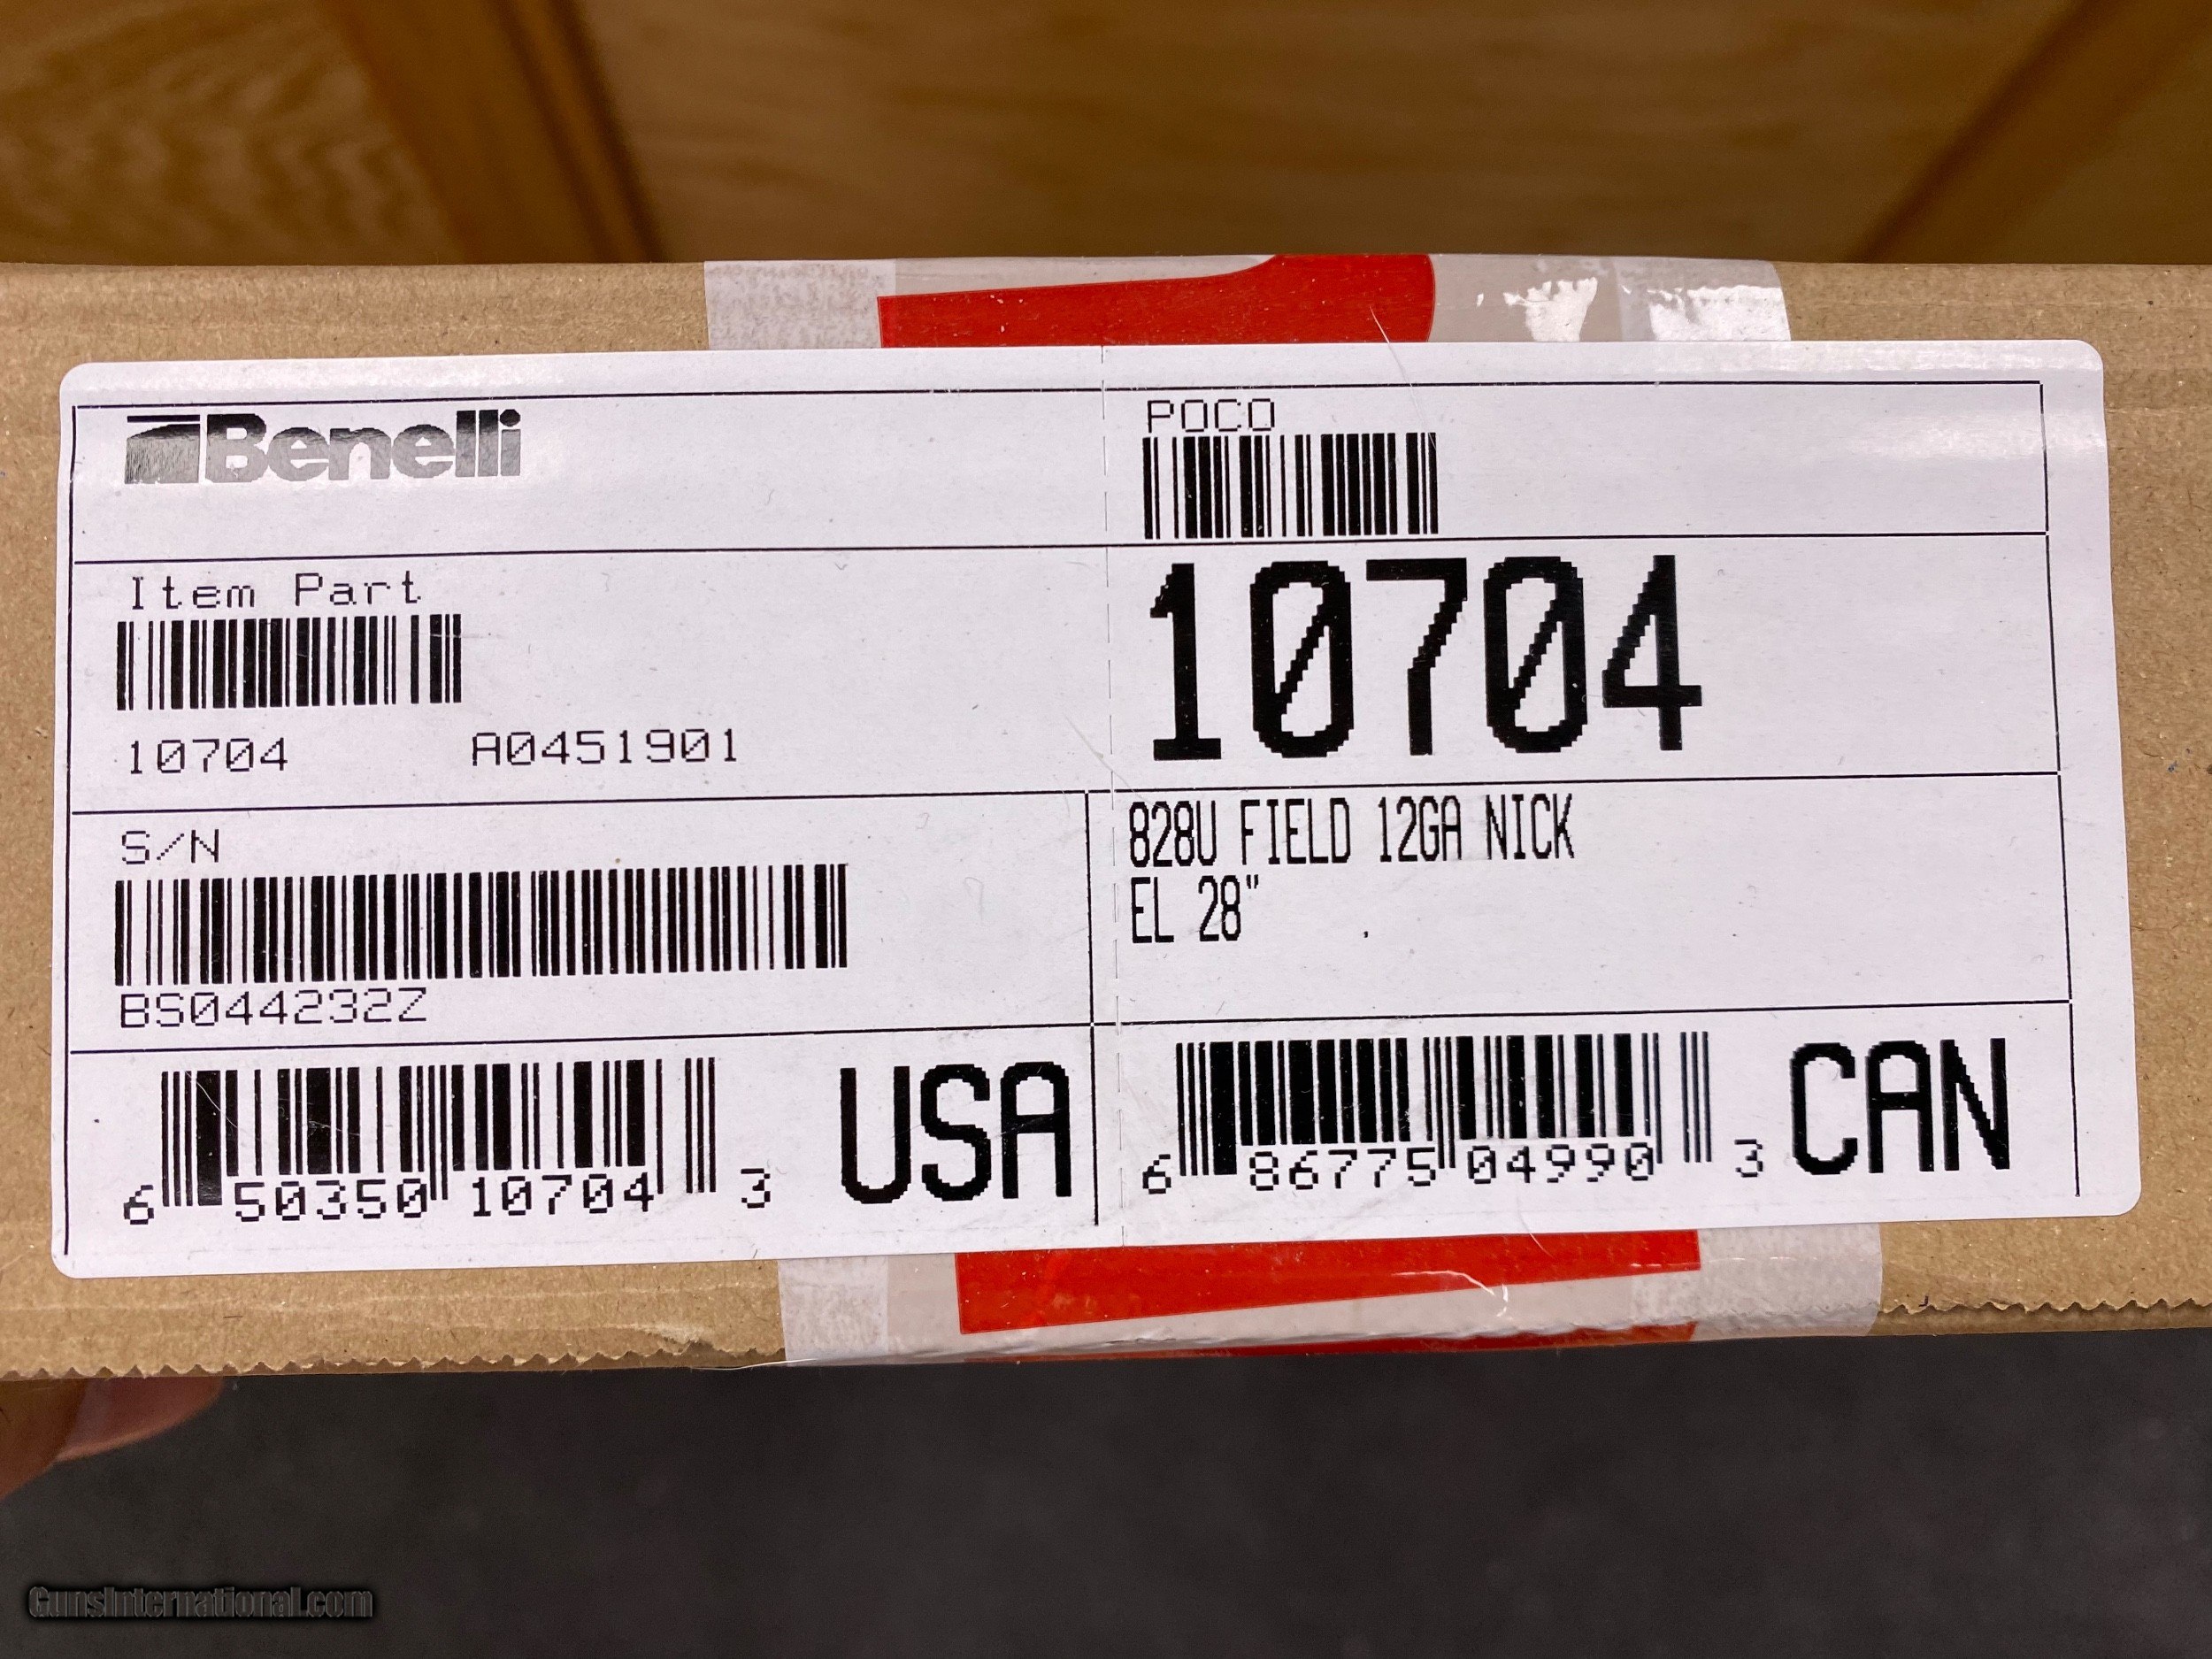 Benelli
POCO
Item Part
10704 A0451901
10704
S/N
BS044232Z
828U FIELD 12GA NICK
EL 28"
6 50350 10704 3 USA
6 86775 04990 3 CAN
GunsInternational.com